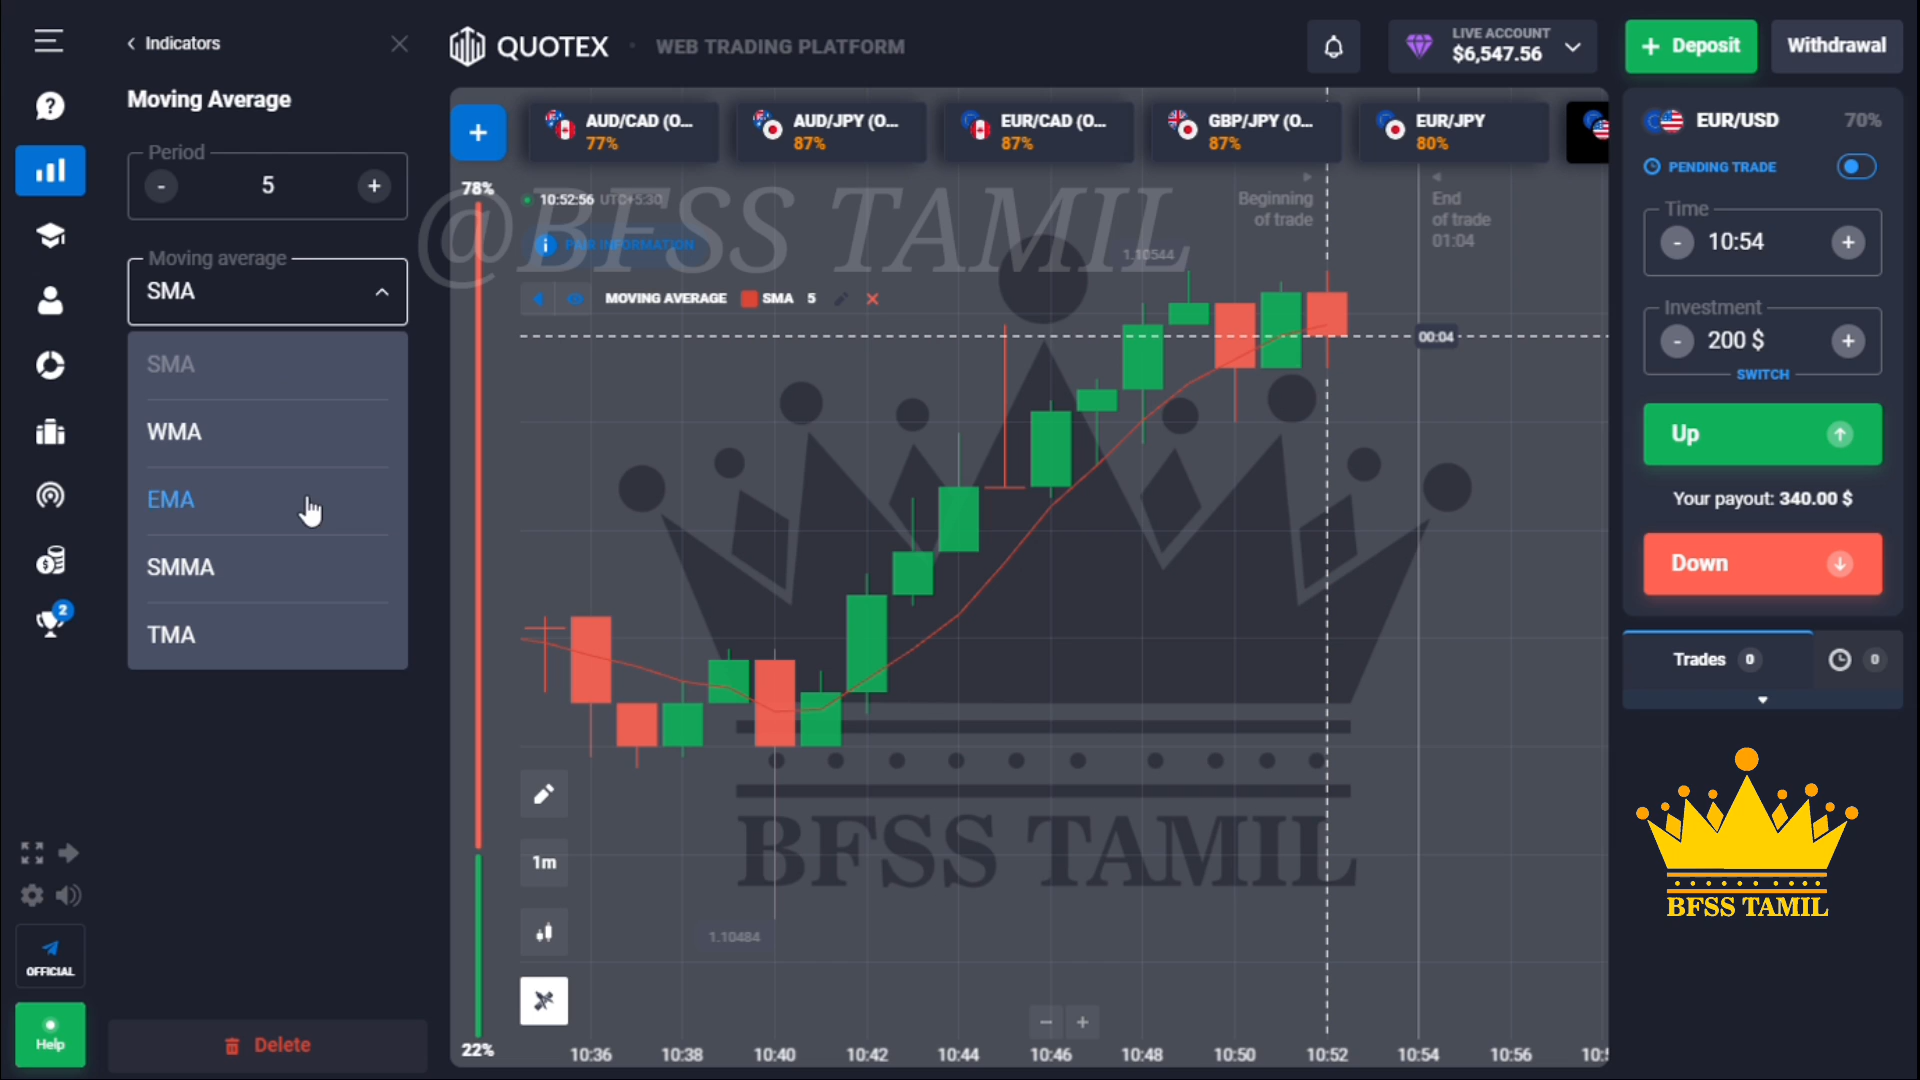 Indicators
Moving Average
Period
- 5 +
Moving average
SMA
SMA
WMA
EMA
SMMA
TMA
2
OFFICIAL
Help
Delete
QUOTEX
WEB TRADING PLATFORM
LIVE ACCOUNT
$6,547.56
+ Deposit
Withdrawal
+
AUD/CAD (O...
77%
AUD/JPY (O...
87%
EUR/CAD (O...
87%
GBP/JPY (O...
87%
EUR/JPY
80%
78%
10:52:56 UTC+5:30
@BFSS TAMIL
PAIR INFORMATION
Beginning
of trade
End
of trade
01:04
1.10544
MOVING AVERAGE SMA 5
00:04
BFSS TAMIL
1m
1.10484
22%
- +
10:36 10:38 10:40 10:42 10:44 10:46 10:48 10:50 10:52 10:54 10:56
EUR/USD 70%
PENDING TRADE
Time
- 10:54 +
Investment
- 200 $ +
SWITCH
Up
Your payout: 340.00 $
Down
Trades 0
0
BFSS TAMIL